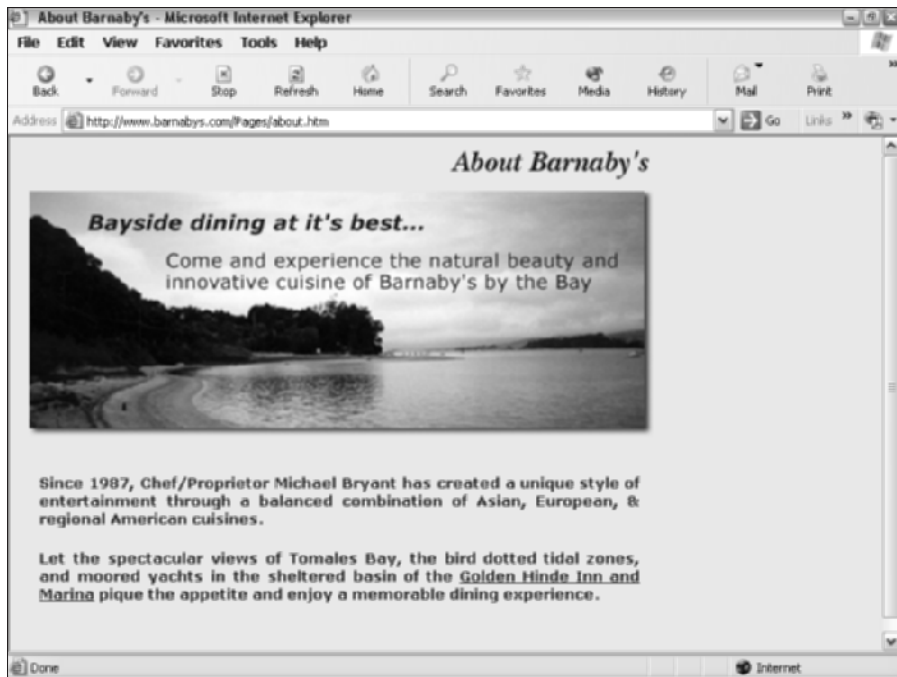 About Barnaby's - Microsoft Internet Explorer
File Edit View Favorites Tools Help
Back Forward Stop Refresh Home Search Favorites Media History Mail Print
Address http://www.barnabys.com/Pages/about.htm Go Links
About Barnaby's
Bayside dining at it's best...
Come and experience the natural beauty and
innovative cuisine of Barnaby's by the Bay
Since 1987, Chef/Proprietor Michael Bryant has created a unique style of
entertainment through a balanced combination of Asian, European, &
regional American cuisines.
Let the spectacular views of Tomales Bay, the bird dotted tidal zones,
and moored yachts in the sheltered basin of the Golden Hinde Inn and
Marina pique the appetite and enjoy a memorable dining experience.
Done Internet